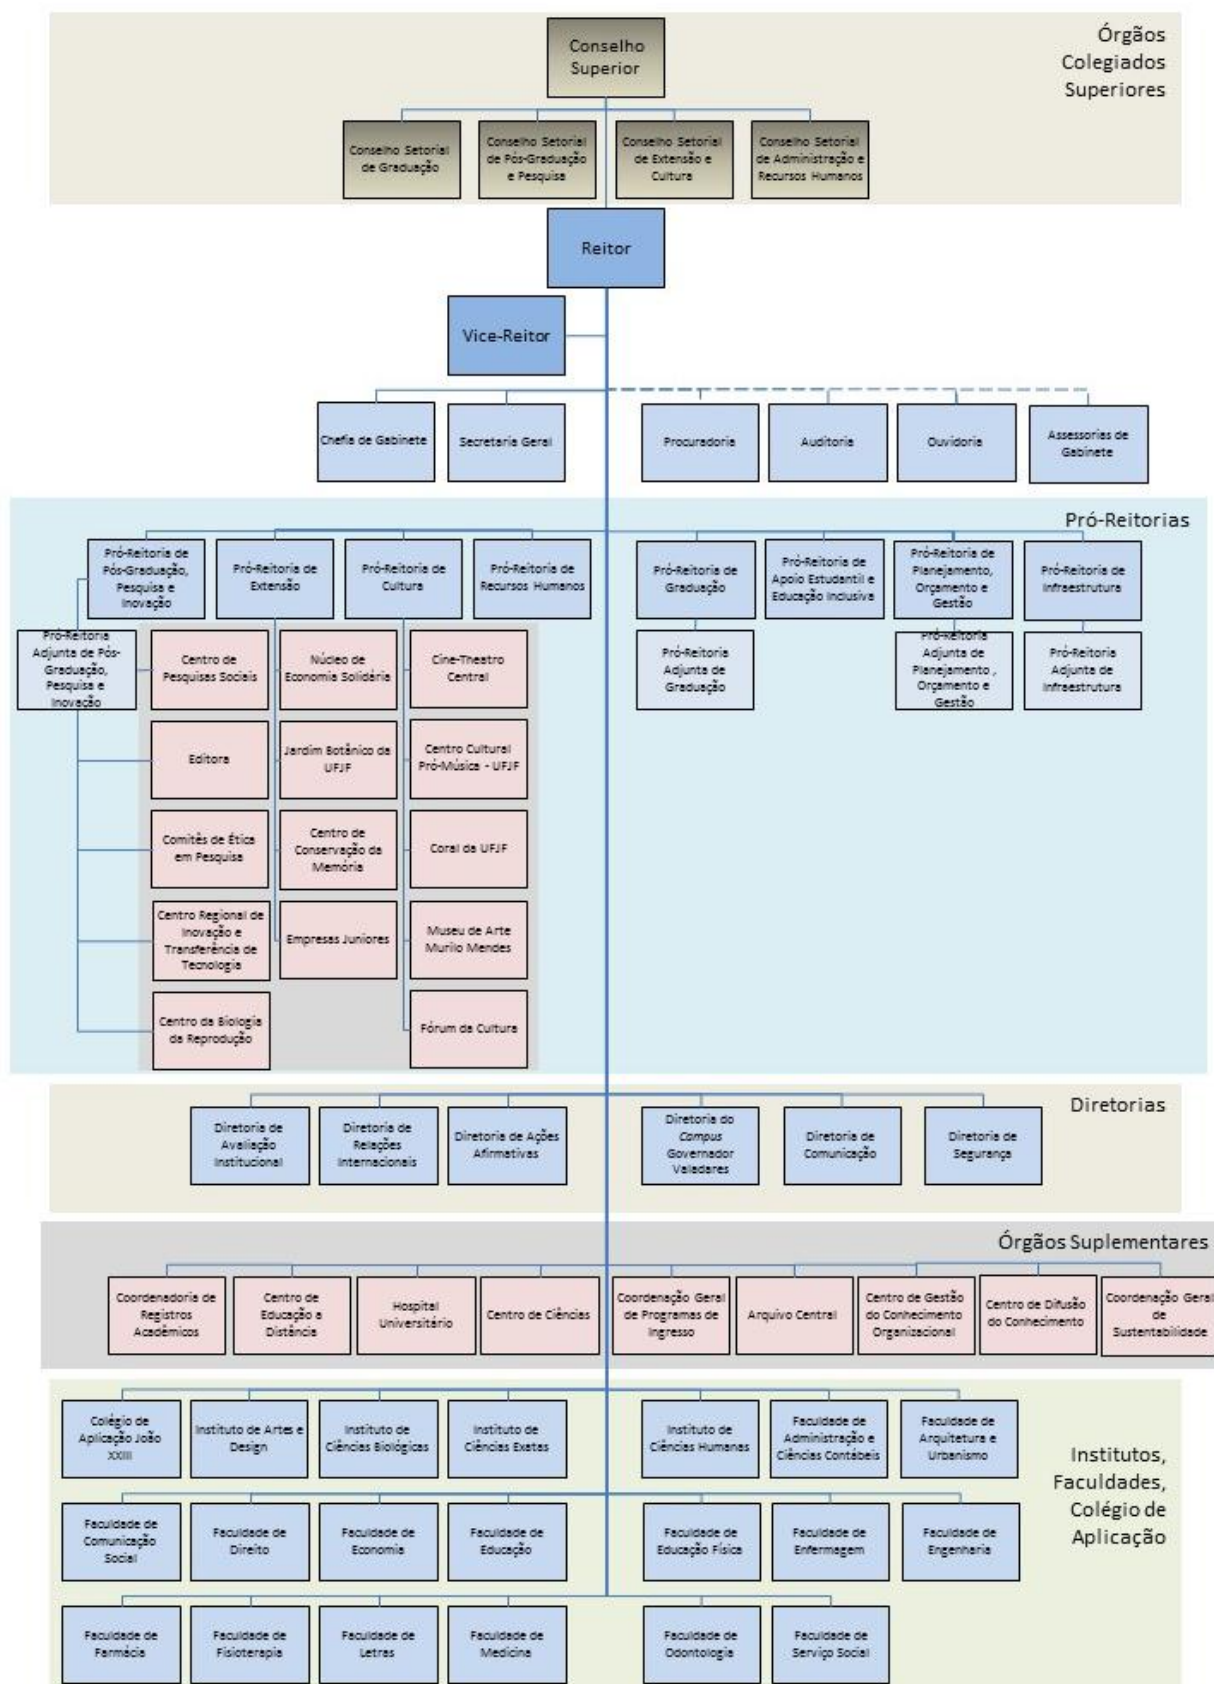 Órgãos
Colegiados
Superiores
Conselho
Superior
Conselho Setorial
de Graduação
Conselho Setorial
de Pós-Graduação
e Pesquisa
Conselho Setorial
de Extensão e
Cultura
Conselho Setorial
de Administração e
Recursos Humanos
Reitor
Vice-Reitor
Chefia de Gabinete
Secretaria Geral
Procuradoria
Auditoria
Ouvidoria
Assessorias de
Gabinete
Pró-Reitorias
Pró-Reitoria de
Pós-Graduação,
Pesquisa e
Inovação
Pró-Reitoria de
Extensão
Pró-Reitoria de
Cultura
Pró-Reitoria de
Recursos Humanos
Pró-Reitoria de
Graduação
Pró-Reitoria de
Apoio Estudantil e
Educação Inclusiva
Pró-Reitoria de
Planejamento,
Orçamento e
Gestão
Pró-Reitoria de
Infraestrutura
Pró-Reitoria
Adjunta de Pós-
Graduação,
Pesquisa e
Inovação
Centro de
Pesquisas Sociais
Núcleo de
Economia Solidária
Cine-Theatro
Central
Pró-Reitoria
Adjunta de
Graduação
Pró-Reitoria
Adjunta de
Planejamento ,
Orçamento e
Gestão
Pró-Reitoria
Adjunta de
Infraestrutura
Editora
Jardim Botânico da
UFJF
Centro Cultural
Pró-Música - UFJF
Comitês de Ética
em Pesquisa
Centro de
Conservação da
Memória
Coral da UFJF
Centro Regional de
Inovação e
Transferência de
Tecnologia
Empresas Juniores
Museu de Arte
Murilo Mendes
Centro da Biologia
da Reprodução
Fórum da Cultura
Diretorias
Diretoria de
Avaliação
Institucional
Diretoria de
Relações
Internacionais
Diretoria de Ações
Afirmativas
Diretoria do
Campus
Governador
Valadares
Diretoria de
Comunicação
Diretoria de
Segurança
Órgãos Suplementares
Coordenadoria de
Registros
Acadêmicos
Centro de
Educação a
Distância
Hospital
Universitário
Centro de Ciências
Coordenação Geral
de Programas de
Ingresso
Arquivo Central
Centro de Gestão
do Conhecimento
Organizacional
Centro de Difusão
do Conhecimento
Coordenação Geral
de
Sustentabilidade
Institutos,
Faculdades,
Colégio de
Aplicação
Colégio de
Aplicação João
XXIII
Instituto de Artes e
Design
Instituto de
Ciências Biológicas
Instituto de
Ciências Exatas
Instituto de
Ciências Humanas
Faculdade de
Administração e
Ciências Contábeis
Faculdade de
Arquitetura e
Urbanismo
Faculdade de
Comunicação
Social
Faculdade de
Direito
Faculdade de
Economia
Faculdade de
Educação
Faculdade de
Educação Física
Faculdade de
Enfermagem
Faculdade de
Engenharia
Faculdade de
Farmácia
Faculdade de
Fisioterapia
Faculdade de
Letras
Faculdade de
Medicina
Faculdade de
Odontologia
Faculdade de
Serviço Social